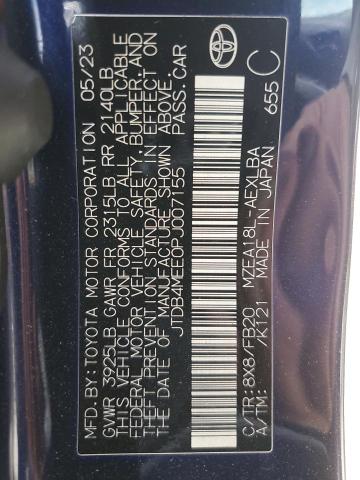 MFD.BY:TOYOTA MOTOR CORPORATION 05/23
GVWR 3925LB GAWR FR 2315LB RR 2140LB
THIS VEHICLE CONFORMS TO ALL APPLICABLE
FEDERAL MOTOR VEHICLE SAFETY, BUMPER, AND
THEFT PREVENTION STANDARDS IN EFFECT ON
THE DATE OF MANUFACTURE SHOWN ABOVE.
JTDB4MEE0PJ007155 PASS.CAR
C/TR:8X8/FB20 MZEA18L-AEXLBA
A/TM: /K121 MADE IN JAPAN 655
C